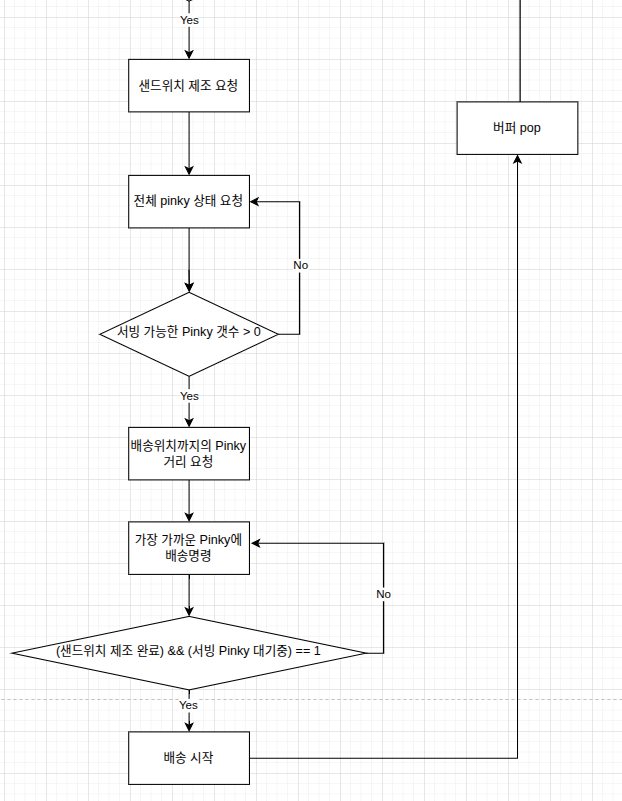 Yes
샌드위치 제조 요청
버퍼 pop
전체 pinky 상태 요청
No
서빙 가능한 Pinky 갯수 > 0
Yes
배송위치까지의 Pinky
거리 요청
가장 가까운 Pinky에
배송명령
No
(샌드위치 제조 완료) && (서빙 Pinky 대기중) == 1
Yes
배송 시작